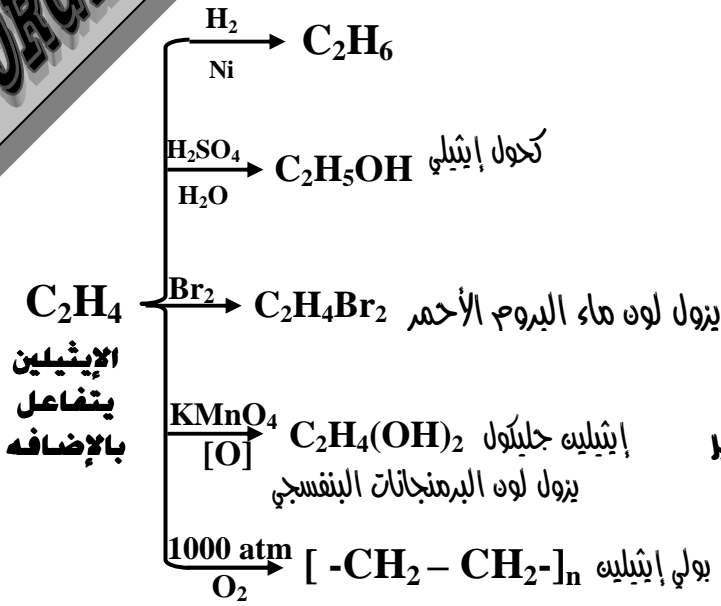 H₂
Ni
C₂H₆
H₂SO₄
H₂O
C₂H₅OH كحول إيثيلي
C₂H₄
الإيثيلين
يتفاعل
بالإضافه
Br₂
C₂H₄Br₂ يزول لون ماء البروم الأحمر
KMnO₄
[O]
C₂H₄(OH)₂ إيثيلين جليكول
يزول لون البرمنجانات البنفسجي
1000 atm
O₂
[ -CH₂ – CH₂-]ₙ بولي إيثيلين